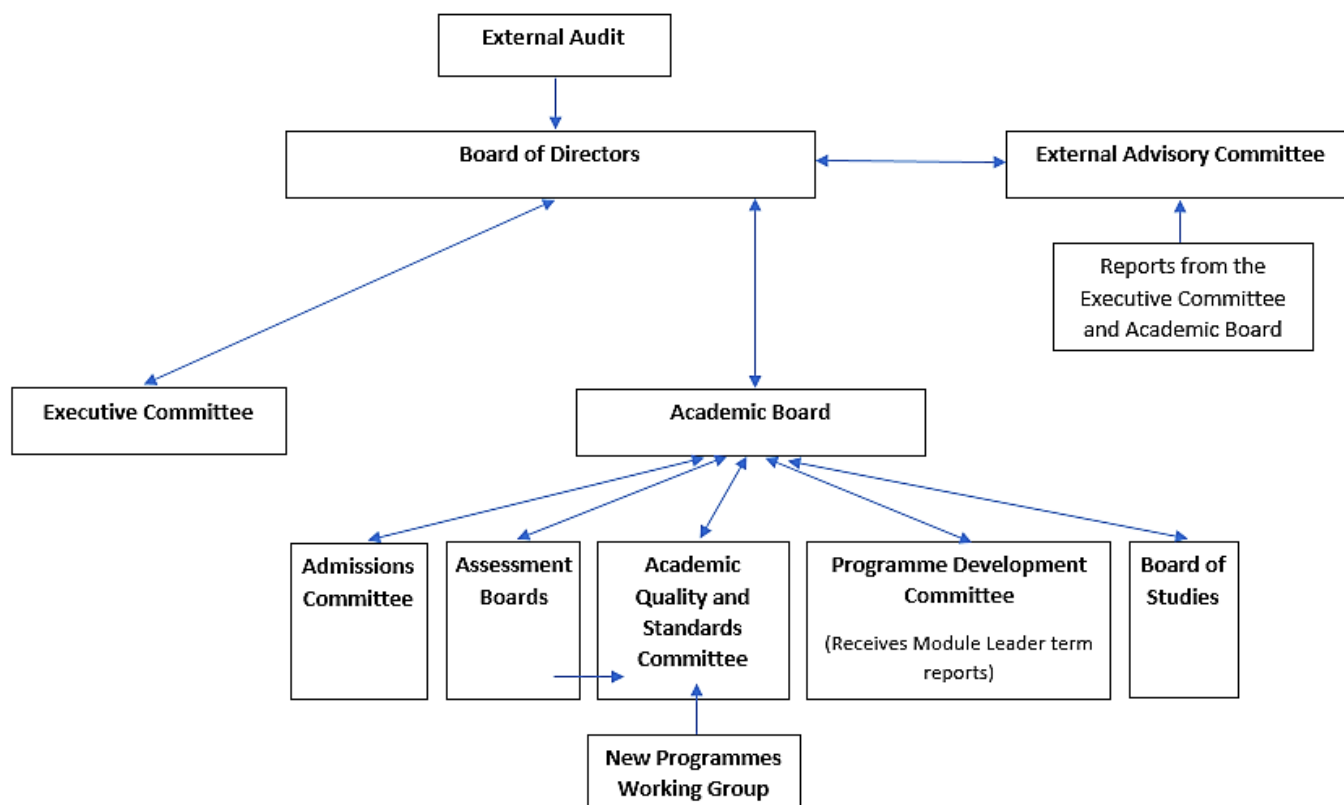 External Audit
Board of Directors
External Advisory Committee
Reports from the
Executive Committee
and Academic Board
Executive Committee
Academic Board
Admissions
Committee
Assessment
Boards
Academic
Quality and
Standards
Committee
Programme Development
Committee
(Receives Module Leader term
reports)
Board of
Studies
New Programmes
Working Group